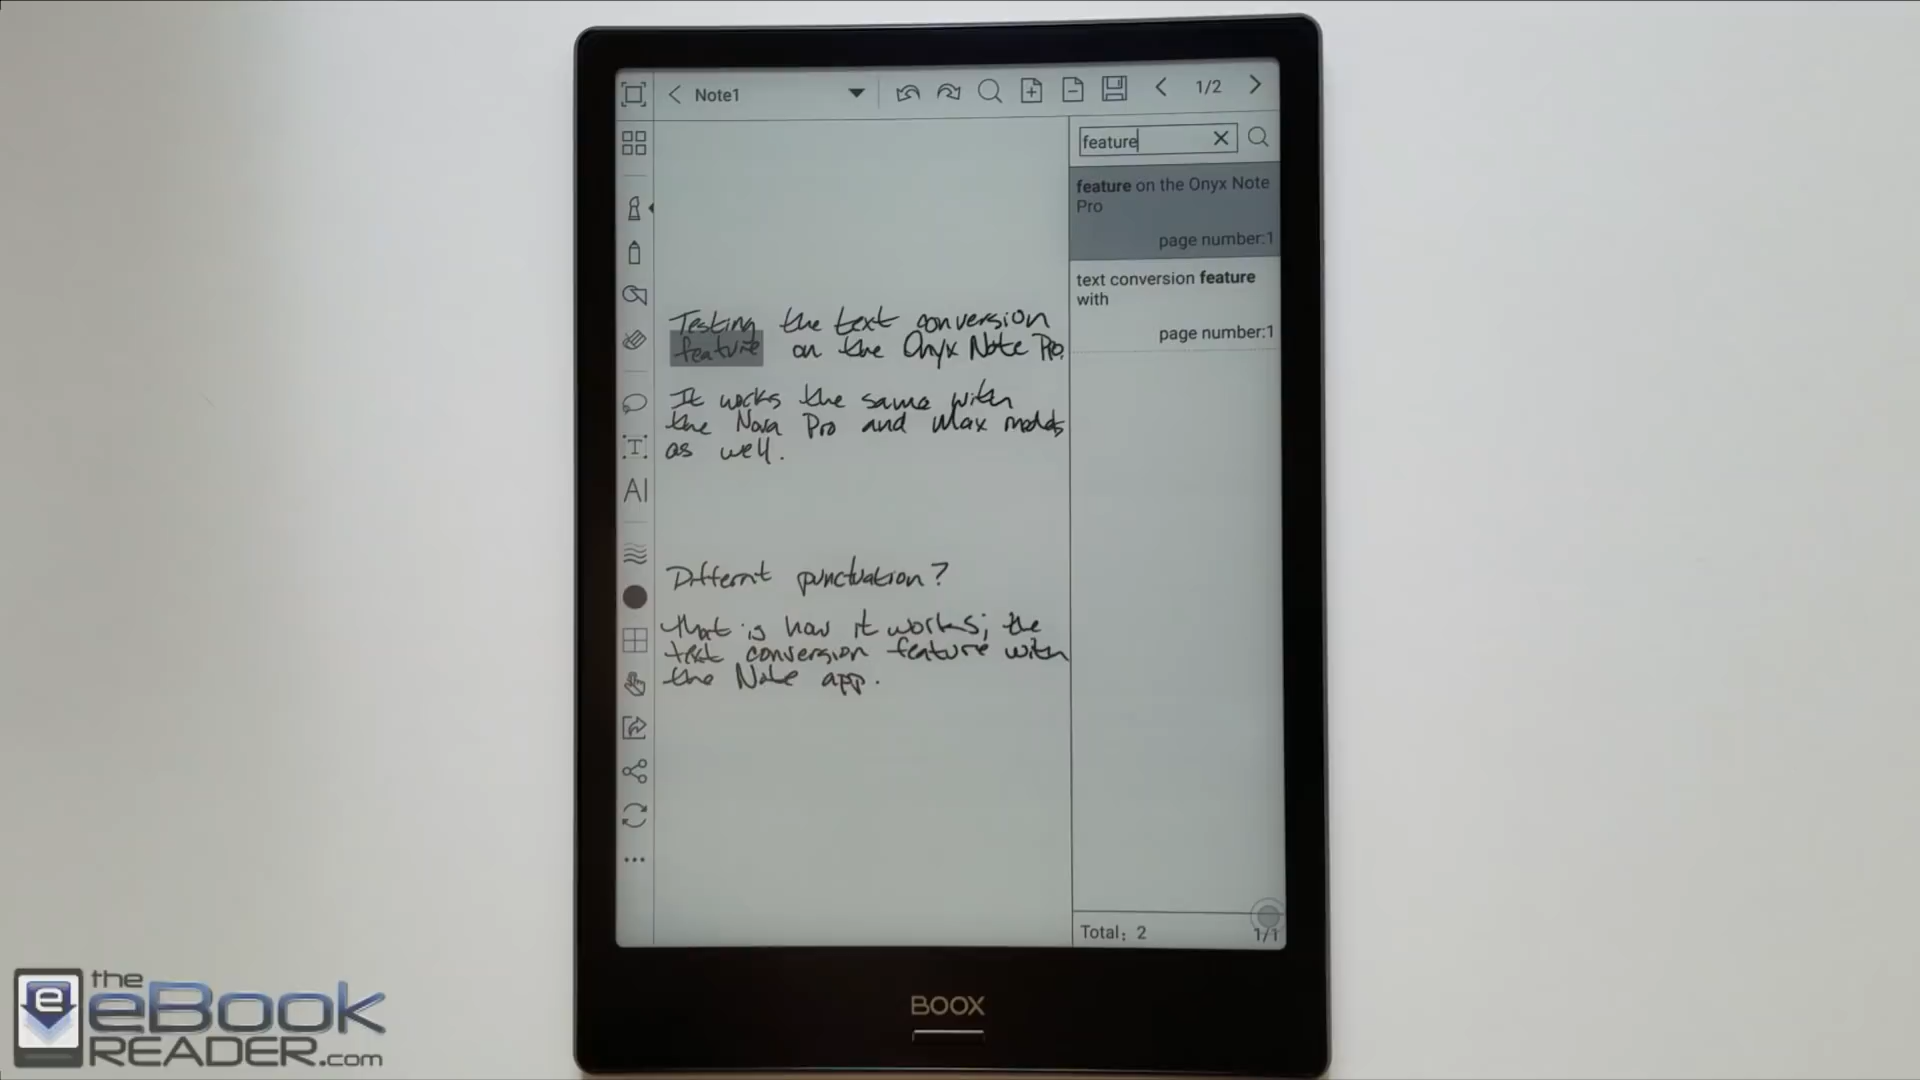 Note1
1/2
feature
feature on the Onyx Note
Pro
page number:1
text conversion feature
with
page number:1
Testing the text conversion
feature on the Onyx Note Pro.
It works the same with
the Nova Pro and Max models
as well.
AI
Different punctuation?
that is how it works; the
text conversion feature with
the Note app.
Total: 2
1/1
BOOX
the
eBook
READER.com